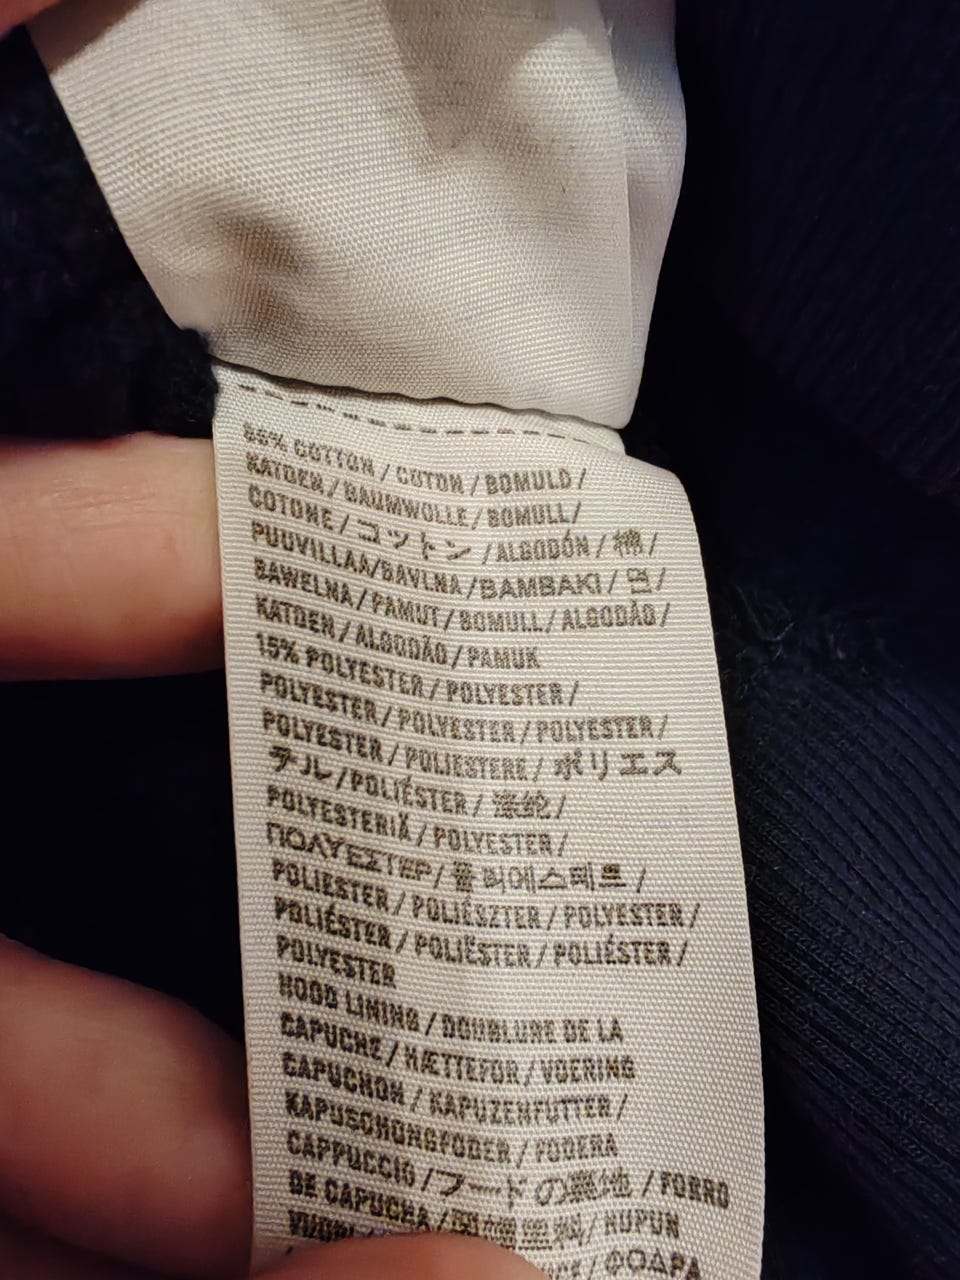 85% COTTON / COTON / BOMULD /
KATOEN / BAUMWOLLE / BOMULL /
COTONE / コットン / ALGODÓN / 棉 /
PUUVILLAA/BAVLNA/BAMBAKI / 면 /
BAWELNA / PAMUT / BOMULL / ALGODÃO /
KATOEN / ALGODÃO / PAMUK
15% POLYESTER / POLYESTER /
POLYESTER / POLYESTER / POLYESTER /
POLYESTER / POLIESTERE / ポリエス
テル / POLIÉSTER / 涤纶 /
POLYESTERIÄ / POLYESTER /
ΠΟΛΥΕΣΤΕΡ / 폴리에스테르 /
POLIESTER / POLIÉSZTER / POLYESTER /
POLIÉSTER / POLIËSTER / POLIÉSTER /
POLYESTER
HOOD LINING / DOUBLURE DE LA
CAPUCHE / HÆTTEFOR / VOERING
CAPUCHON / KAPUZENFUTTER /
KAPUSCHONGFODER / FODERA
CAPPUCCIO / フードの裏地 / FORRO
DE CAPUCHA / / HUPUN
ΦΟΔΡΑ